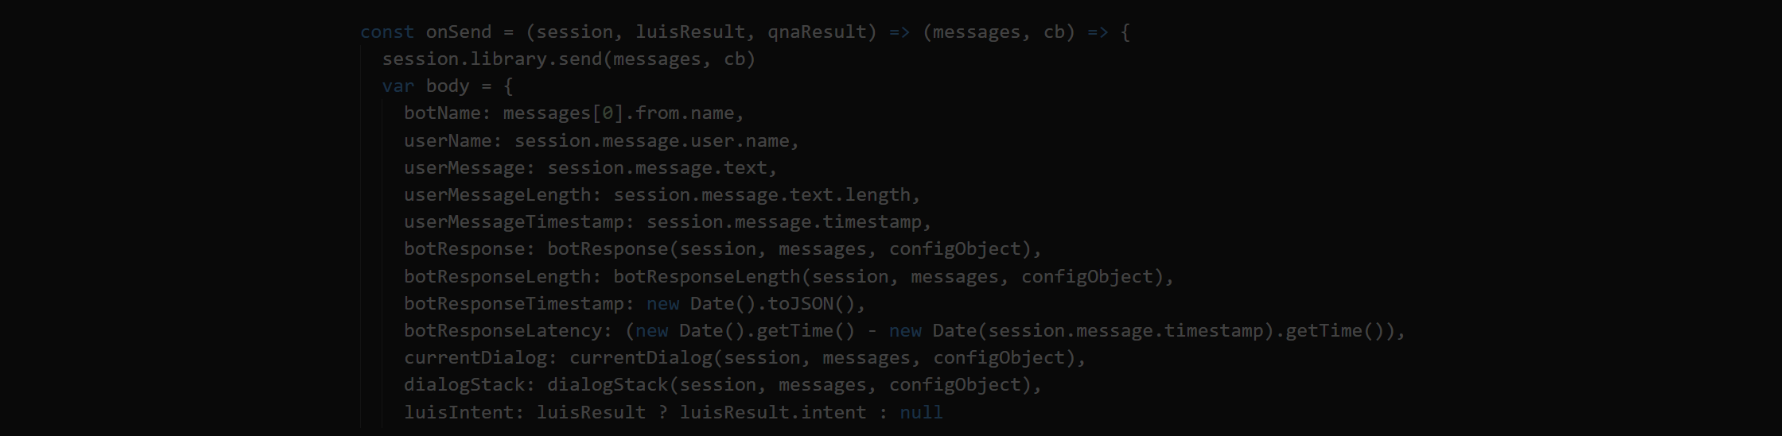 const onSend = (session, luisResult, qnaResult) => (messages, cb) => {
session.library.send(messages, cb)
var body = {
botName: messages[0].from.name,
userName: session.message.user.name,
userMessage: session.message.text,
userMessageLength: session.message.text.length,
userMessageTimestamp: session.message.timestamp,
botResponse: botResponse(session, messages, configObject),
botResponseLength: botResponseLength(session, messages, configObject),
botResponseTimestamp: new Date().toJSON(),
botResponseLatency: (new Date().getTime() - new Date(session.message.timestamp).getTime()),
currentDialog: currentDialog(session, messages, configObject),
dialogStack: dialogStack(session, messages, configObject),
luisIntent: luisResult ? luisResult.intent : null